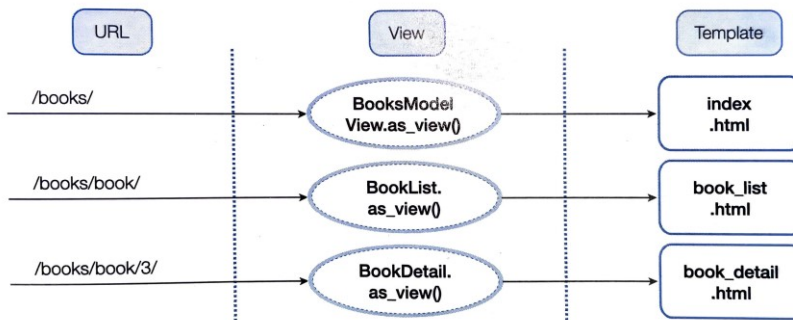 URL
View
Template
/books/
BooksModel
View.as_view()
index
.html
/books/book/
BookList.
as_view()
book_list
.html
/books/book/3/
BookDetail.
as_view()
book_detail
.html